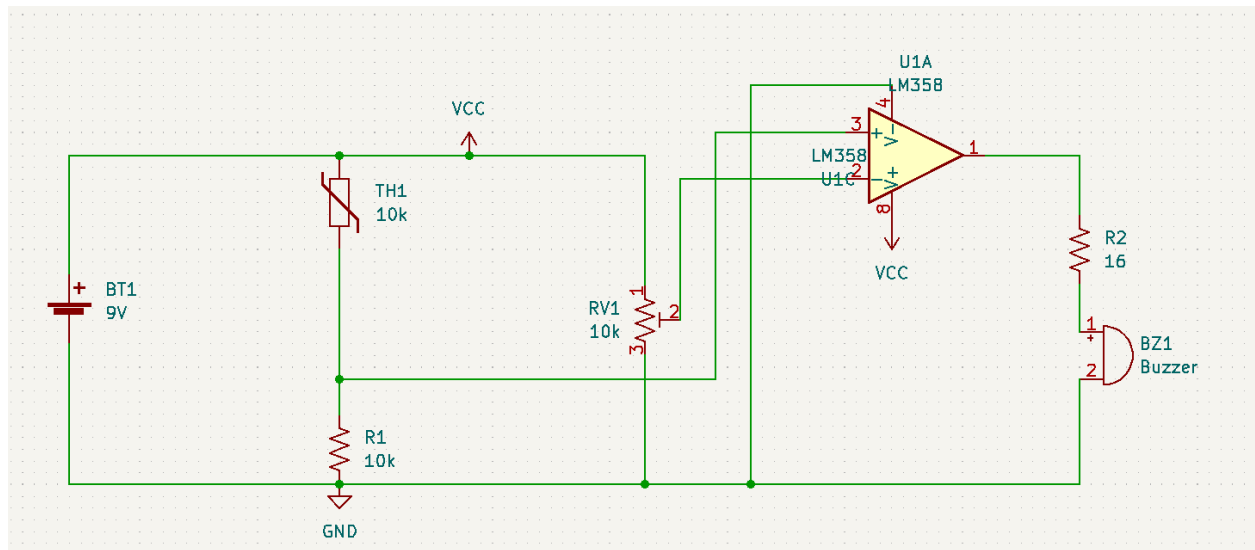 U1A
LM358
VCC
4
3
+
V-
1
LM358
TH1
2
-
V+
U1C
10k
8
R2
16
VCC
+
BT1
9V
1
RV1
2
10k
1
+
BZ1
3
2
Buzzer
R1
10k
GND